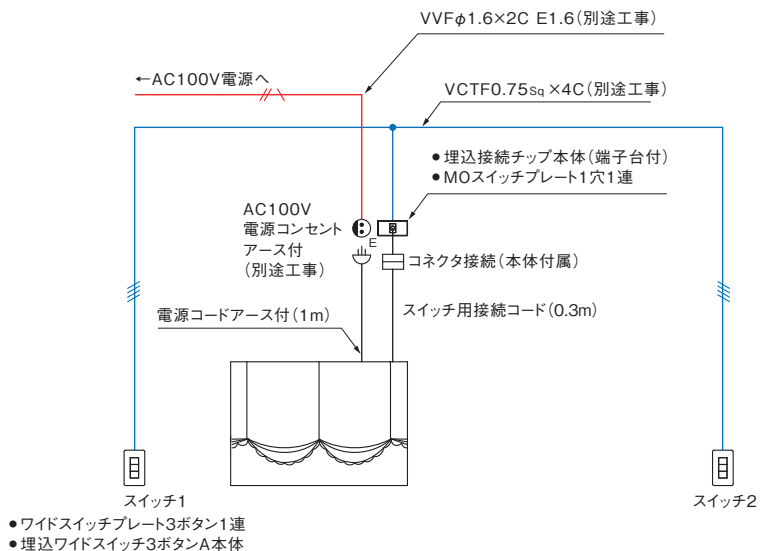 VVFφ1.6×2C E1.6(別途工事)
←AC100V電源へ
VCTF0.75Sq×4C(別途工事)
●埋込接続チップ本体(端子台付)
●MOスイッチプレート1穴1連
AC100V
電源コンセント
アース付
(別途工事)
E
コネクタ接続(本体付属)
電源コードアース付(1m)
スイッチ用接続コード(0.3m)
スイッチ1
スイッチ2
●ワイドスイッチプレート3ボタン1連
●埋込ワイドスイッチ3ボタンA本体